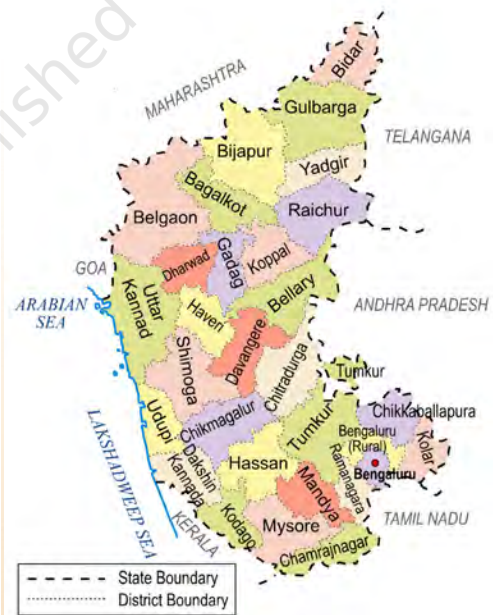 lished
Bidar
MAHARASHTRA
Gulbarga
TELANGANA
Bijapur
Yadgir
Bagalkot
Raichur
Belgaon
Gadag
Koppal
Dharwad
GOA
Bellary
ARABIAN
SEA
Uttar
Kannad
Haveri
ANDHRA PRADESH
Davangere
Chitradurga
Shimoga
Tumkur
Udupi
Chikmagalur
Tumkur
Chikkaballapura
LAKSHADWEEP SEA
Dakshin
Kannada
Hassan
Bengaluru
(Rural)
Kolar
Ramanagara
Bengaluru
Mandya
KERALA
Kodago
Mysore
TAMIL NADU
Chamrajnagar
State Boundary
District Boundary